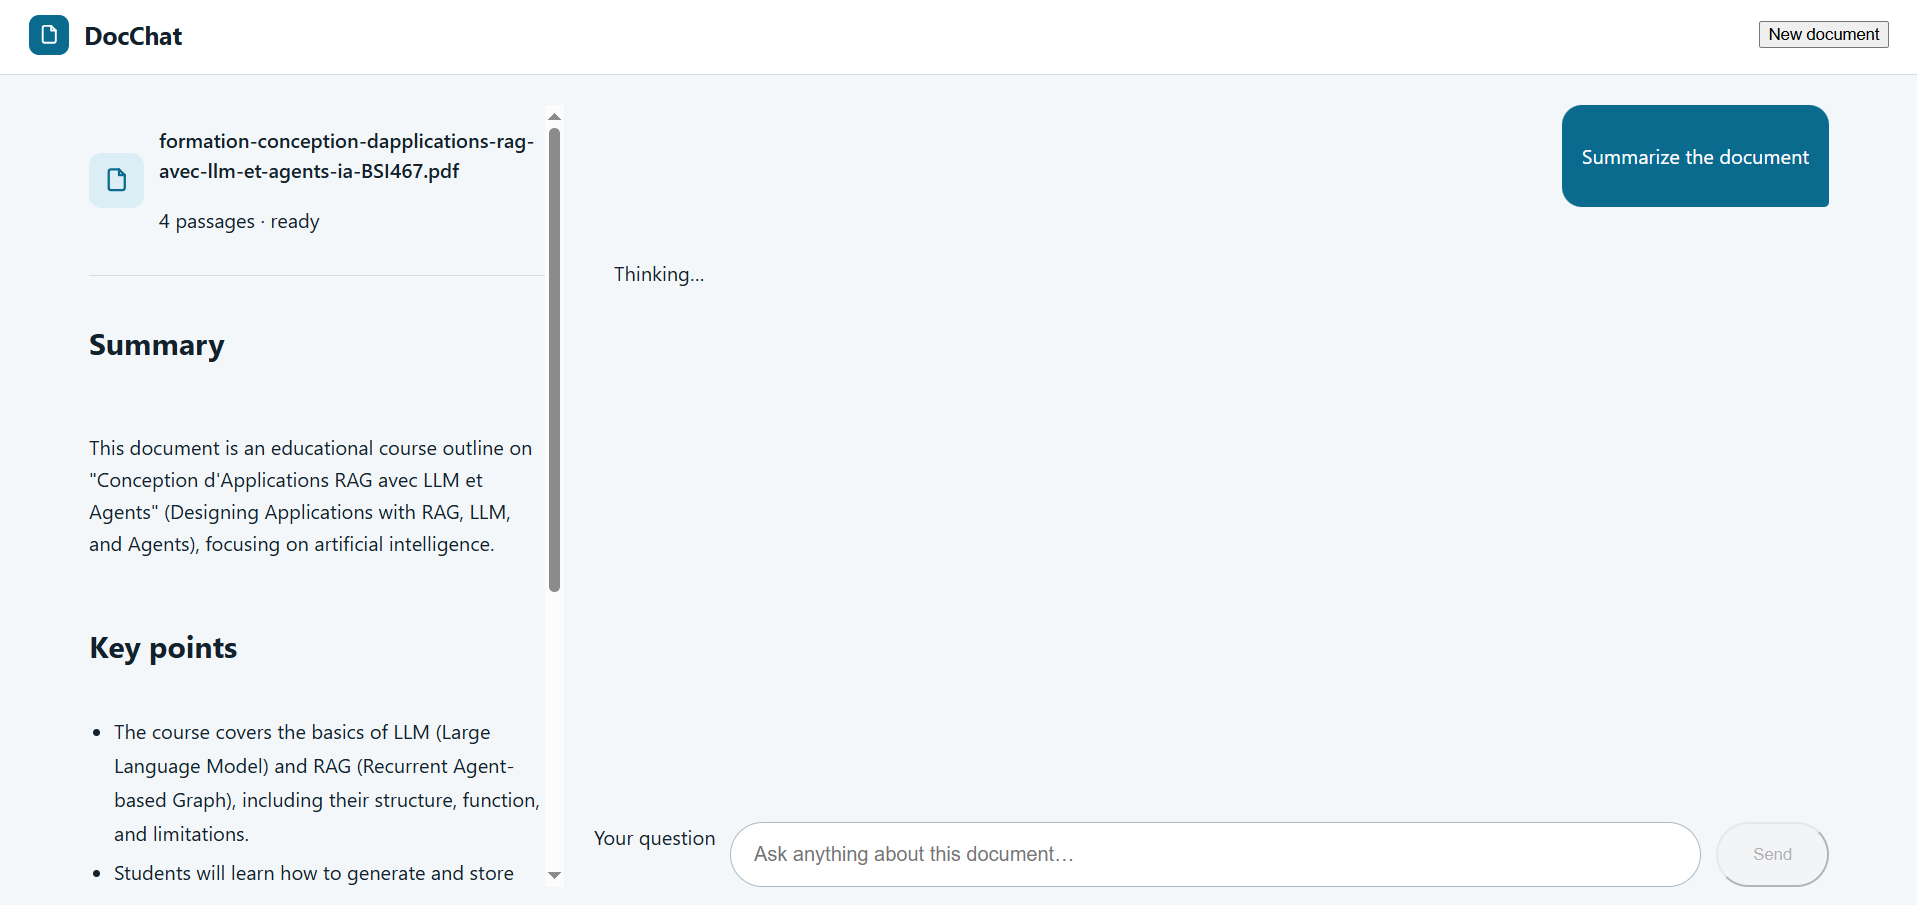 DocChat
New document
formation-conception-dapplications-rag-
avec-llm-et-agents-ia-BSI467.pdf
4 passages · ready
Summary
This document is an educational course outline on
"Conception d'Applications RAG avec LLM et
Agents" (Designing Applications with RAG, LLM,
and Agents), focusing on artificial intelligence.
Key points
• The course covers the basics of LLM (Large
Language Model) and RAG (Recurrent Agent-
based Graph), including their structure, function,
and limitations.
• Students will learn how to generate and store
Summarize the document
Thinking...
Your question
Ask anything about this document…
Send